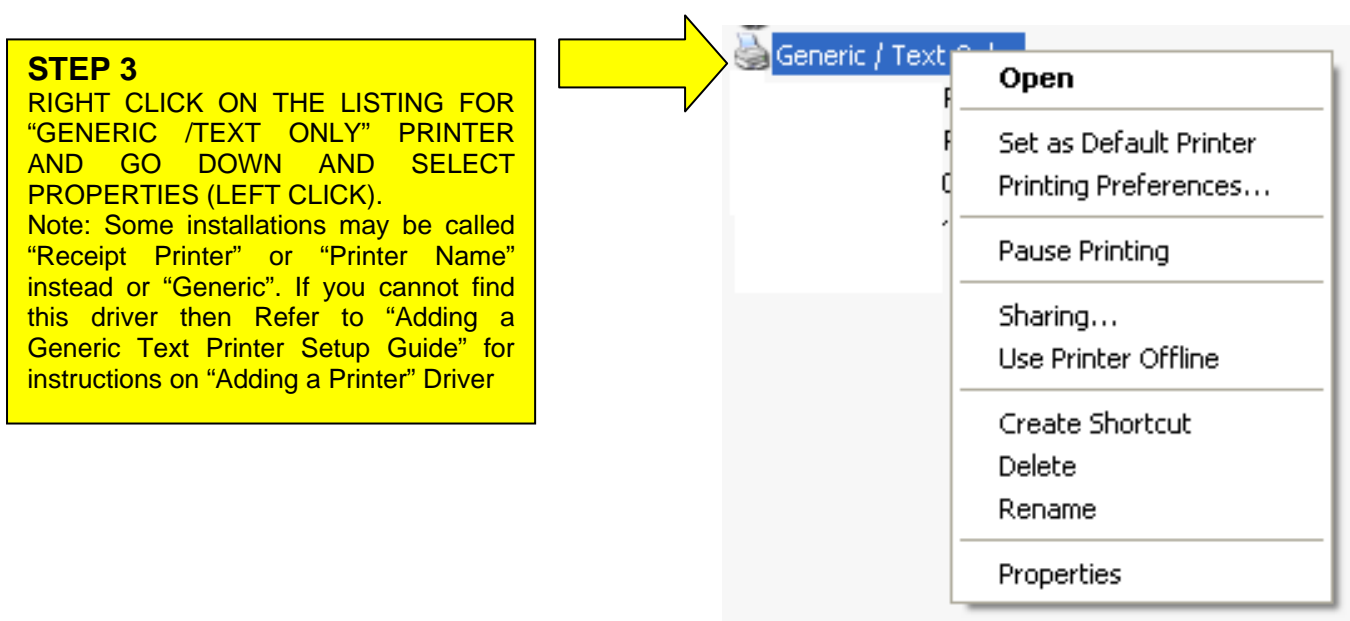 STEP 3
RIGHT CLICK ON THE LISTING FOR
“GENERIC /TEXT ONLY” PRINTER
AND GO DOWN AND SELECT
PROPERTIES (LEFT CLICK).
Note: Some installations may be called
“Receipt Printer” or “Printer Name”
instead or “Generic”. If you cannot find
this driver then Refer to “Adding a
Generic Text Printer Setup Guide” for
instructions on “Adding a Printer” Driver
Generic / Text
Open
Set as Default Printer
Printing Preferences...
Pause Printing
Sharing...
Use Printer Offline
Create Shortcut
Delete
Rename
Properties